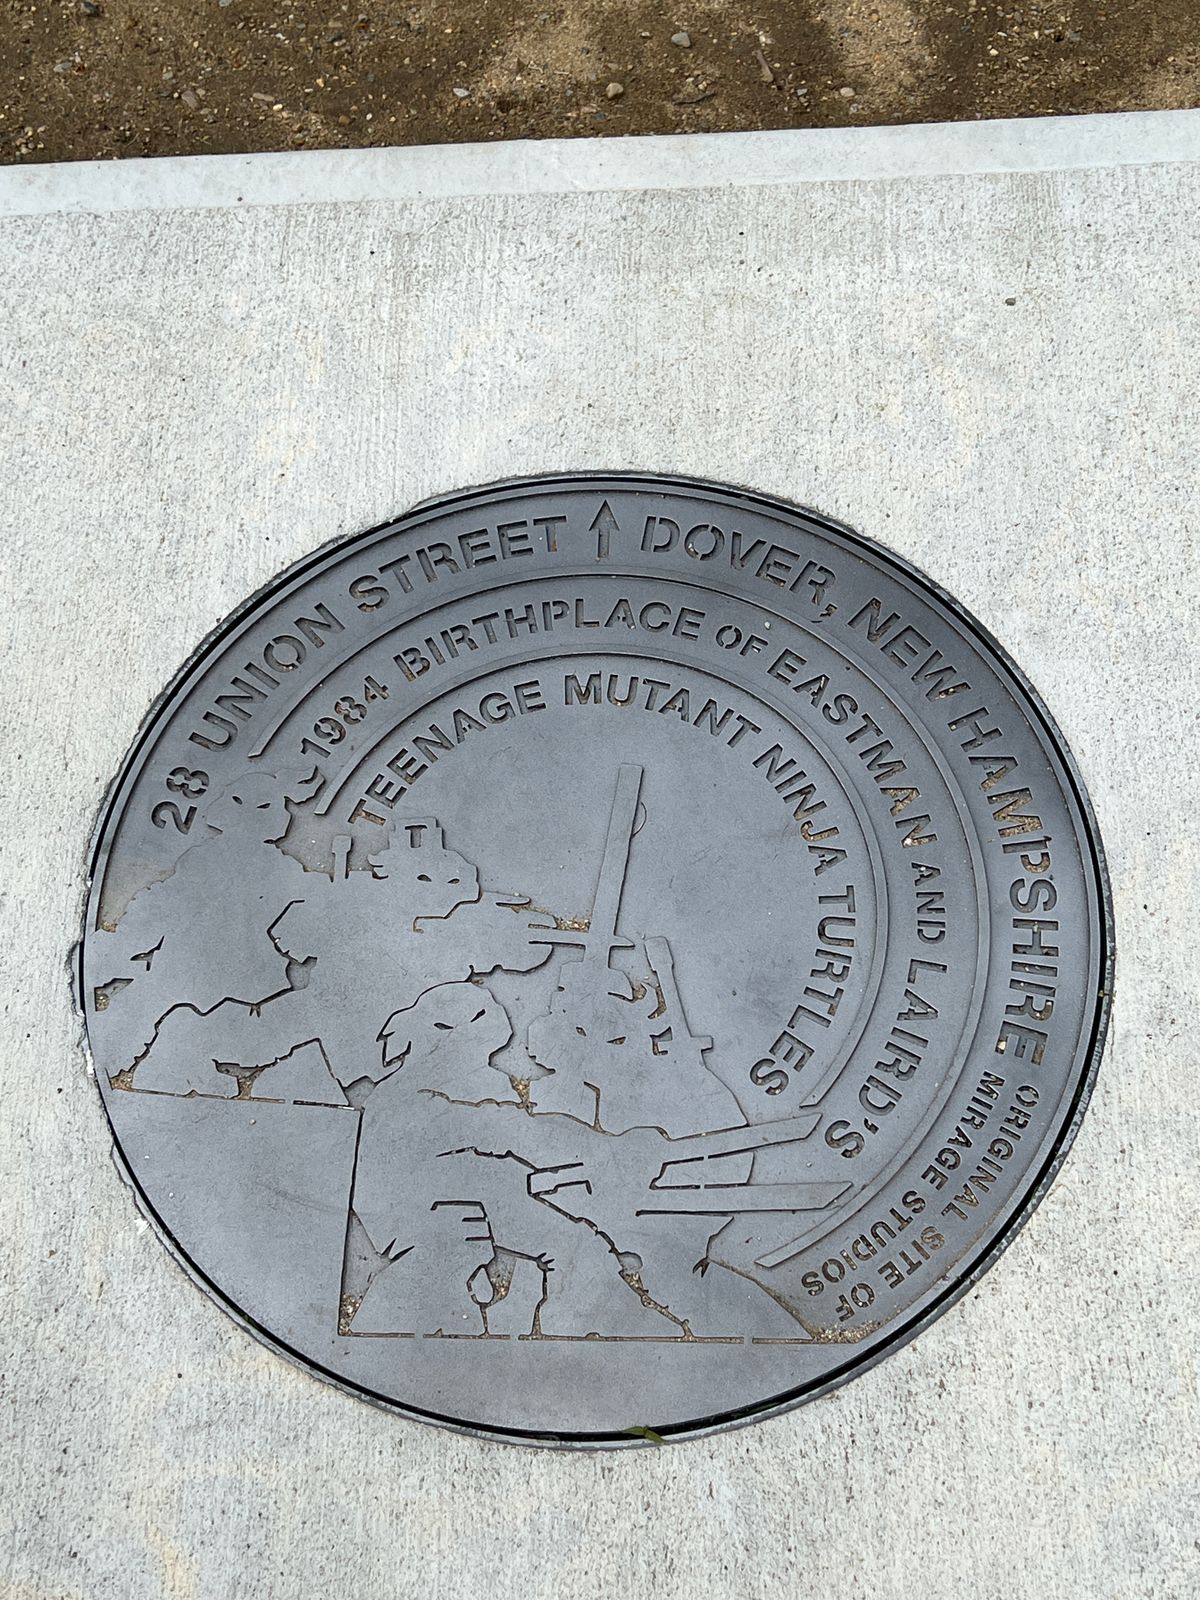 28 UNION STREET ↑ DOVER, NEW HAMPSHIRE
ORIGINAL SITE OF
MIRAGE STUDIOS
1984 BIRTHPLACE OF EASTMAN AND LAIRD'S
TEENAGE MUTANT NINJA TURTLES